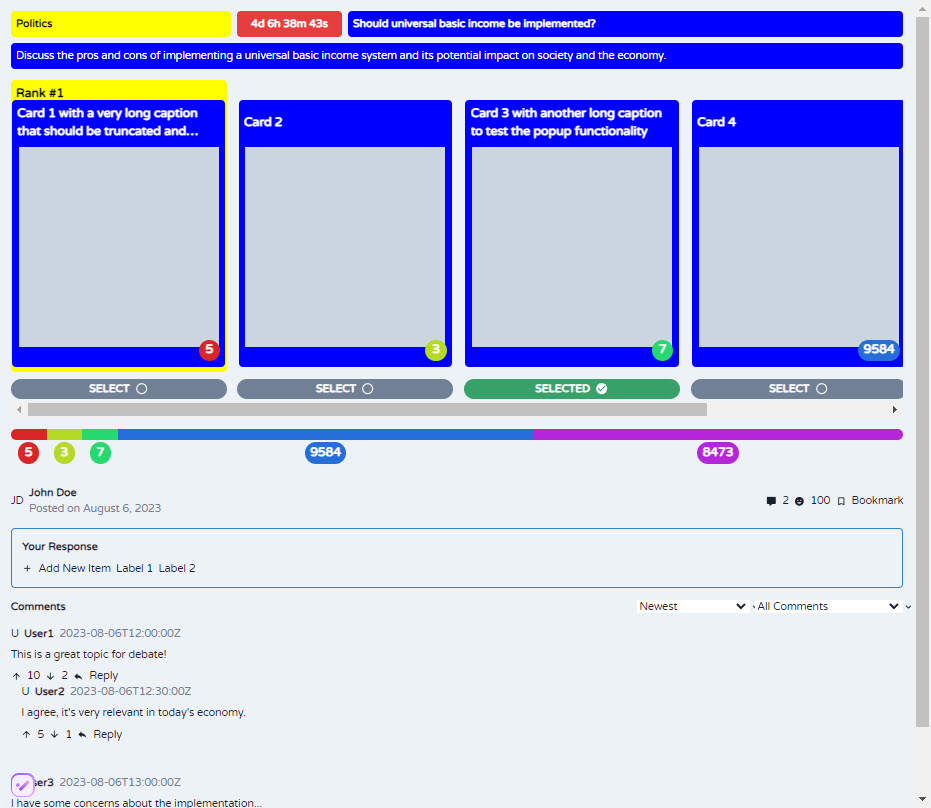 Politics
4d 6h 38m 43s
Should universal basic income be implemented?
Discuss the pros and cons of implementing a universal basic income system and its potential impact on society and the economy.
Rank #1
Card 1 with a very long caption
that should be truncated and...
Card 2
Card 3 with another long caption
to test the popup functionality
Card 4
5
3
7
9584
SELECT
SELECT
SELECTED
SELECT
5
3
7
9584
8473
JD
John Doe
Posted on August 6, 2023
2
100
Bookmark
Your Response
+ Add New Item Label 1 Label 2
Comments
Newest
All Comments
U User1 2023-08-06T12:00:00Z
This is a great topic for debate!
10 2 Reply
U User2 2023-08-06T12:30:00Z
I agree, it's very relevant in today's economy.
5 1 Reply
ser3 2023-08-06T13:00:00Z
I have some concerns about the implementation...